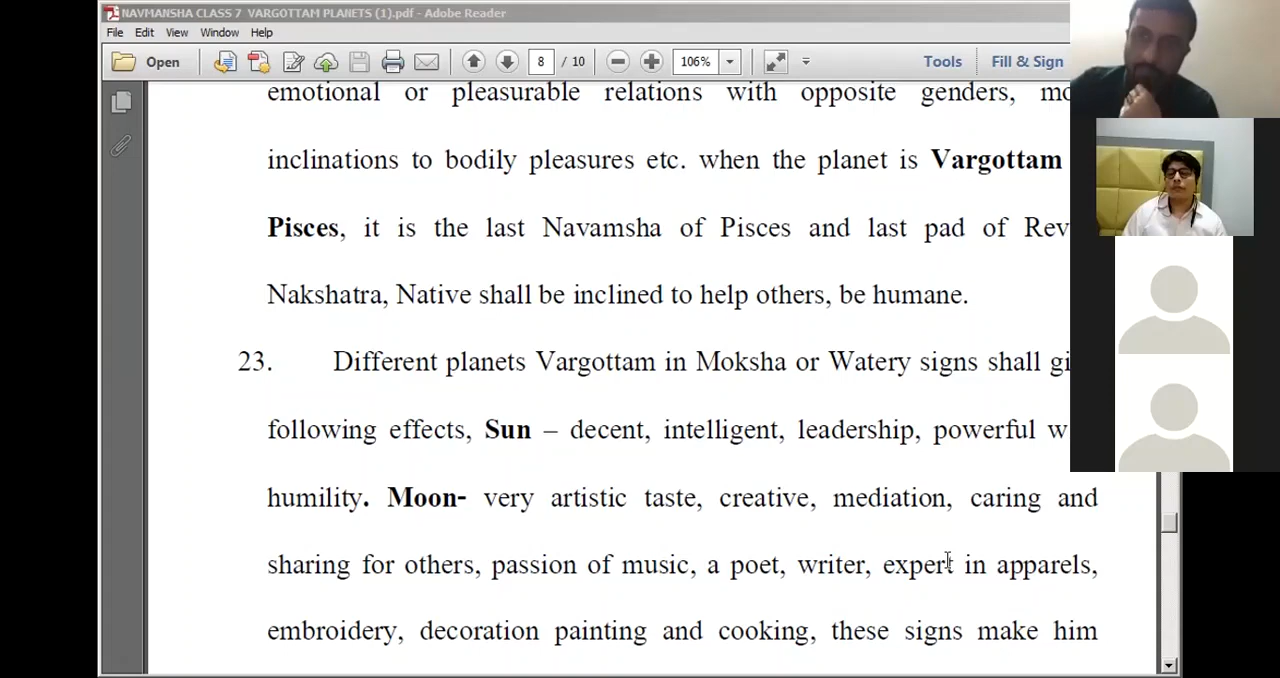 NAVMANSHA CLASS 7 VARGOTTAM PLANETS (1).pdf - Adobe Reader
File Edit View Window Help
Open 8 / 10 106% Tools Fill & Sign
emotional or pleasurable relations with opposite genders,
inclinations to bodily pleasures etc. when the planet is Vargottam
Pisces, it is the last Navamsha of Pisces and last pad of
Nakshatra, Native shall be inclined to help others, be humane.
23. Different planets Vargottam in Moksha or Watery signs shall
following effects, Sun – decent, intelligent, leadership, powerful
humility. Moon- very artistic taste, creative, mediation, caring and
sharing for others, passion of music, a poet, writer, expert in apparels,
embroidery, decoration painting and cooking, these signs make him